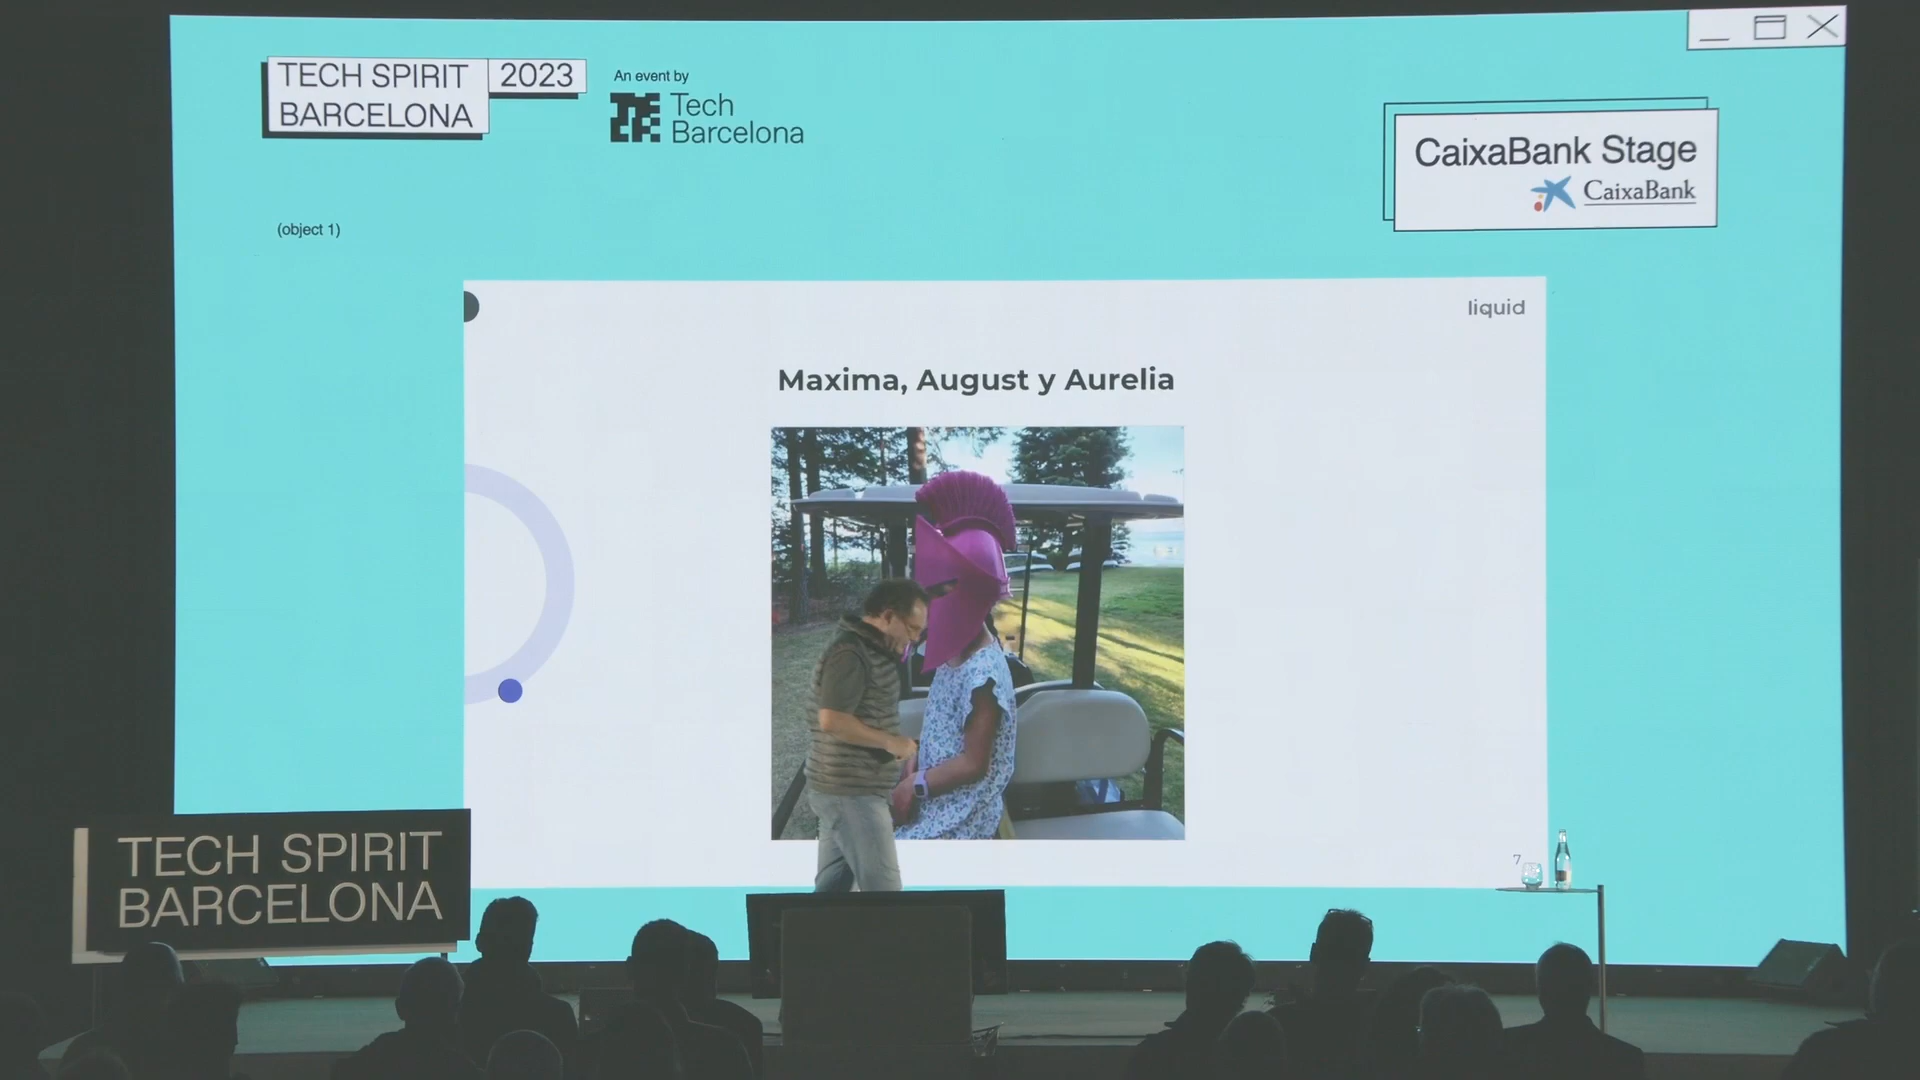 TECH SPIRIT
BARCELONA
2023
An event by
Tech
Barcelona
CaixaBank Stage
CaixaBank
(object 1)
liquid
Maxima, August y Aurelia
7
TECH SPIRIT
BARCELONA